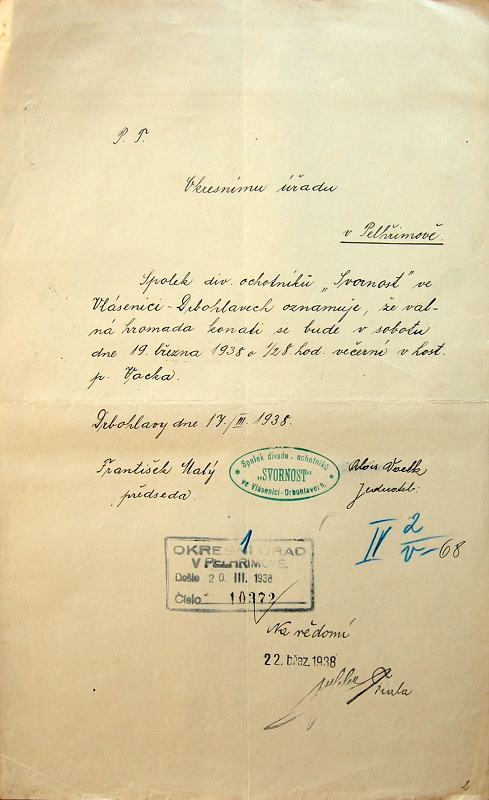 P. T.
Okresnímu úřadu
v Pelhřimově.
Spolek div. ochotníků „Svornost" ve
Vlásenici-Drbohlavech oznamuje, že val-
ná hromada konati se bude v sobotu
dne 19. března 1938 o ½8 hod. večerní v host.
p. Vacka.
Drbohlavy dne 17./III. 1938.
František Malý
předseda.
Spolek divadel. ochotníků
„SVORNOST"
ve Vlásenici-Drbohlavech.
Alois
Jednatel:
IV 2/V-68
1
OKRESNÍ ÚŘAD
V PELHŘIMOVĚ.
Došlo 20. III. 1938
Číslo 10372
Na vědomí
22. břez. 1938
Fiala
2